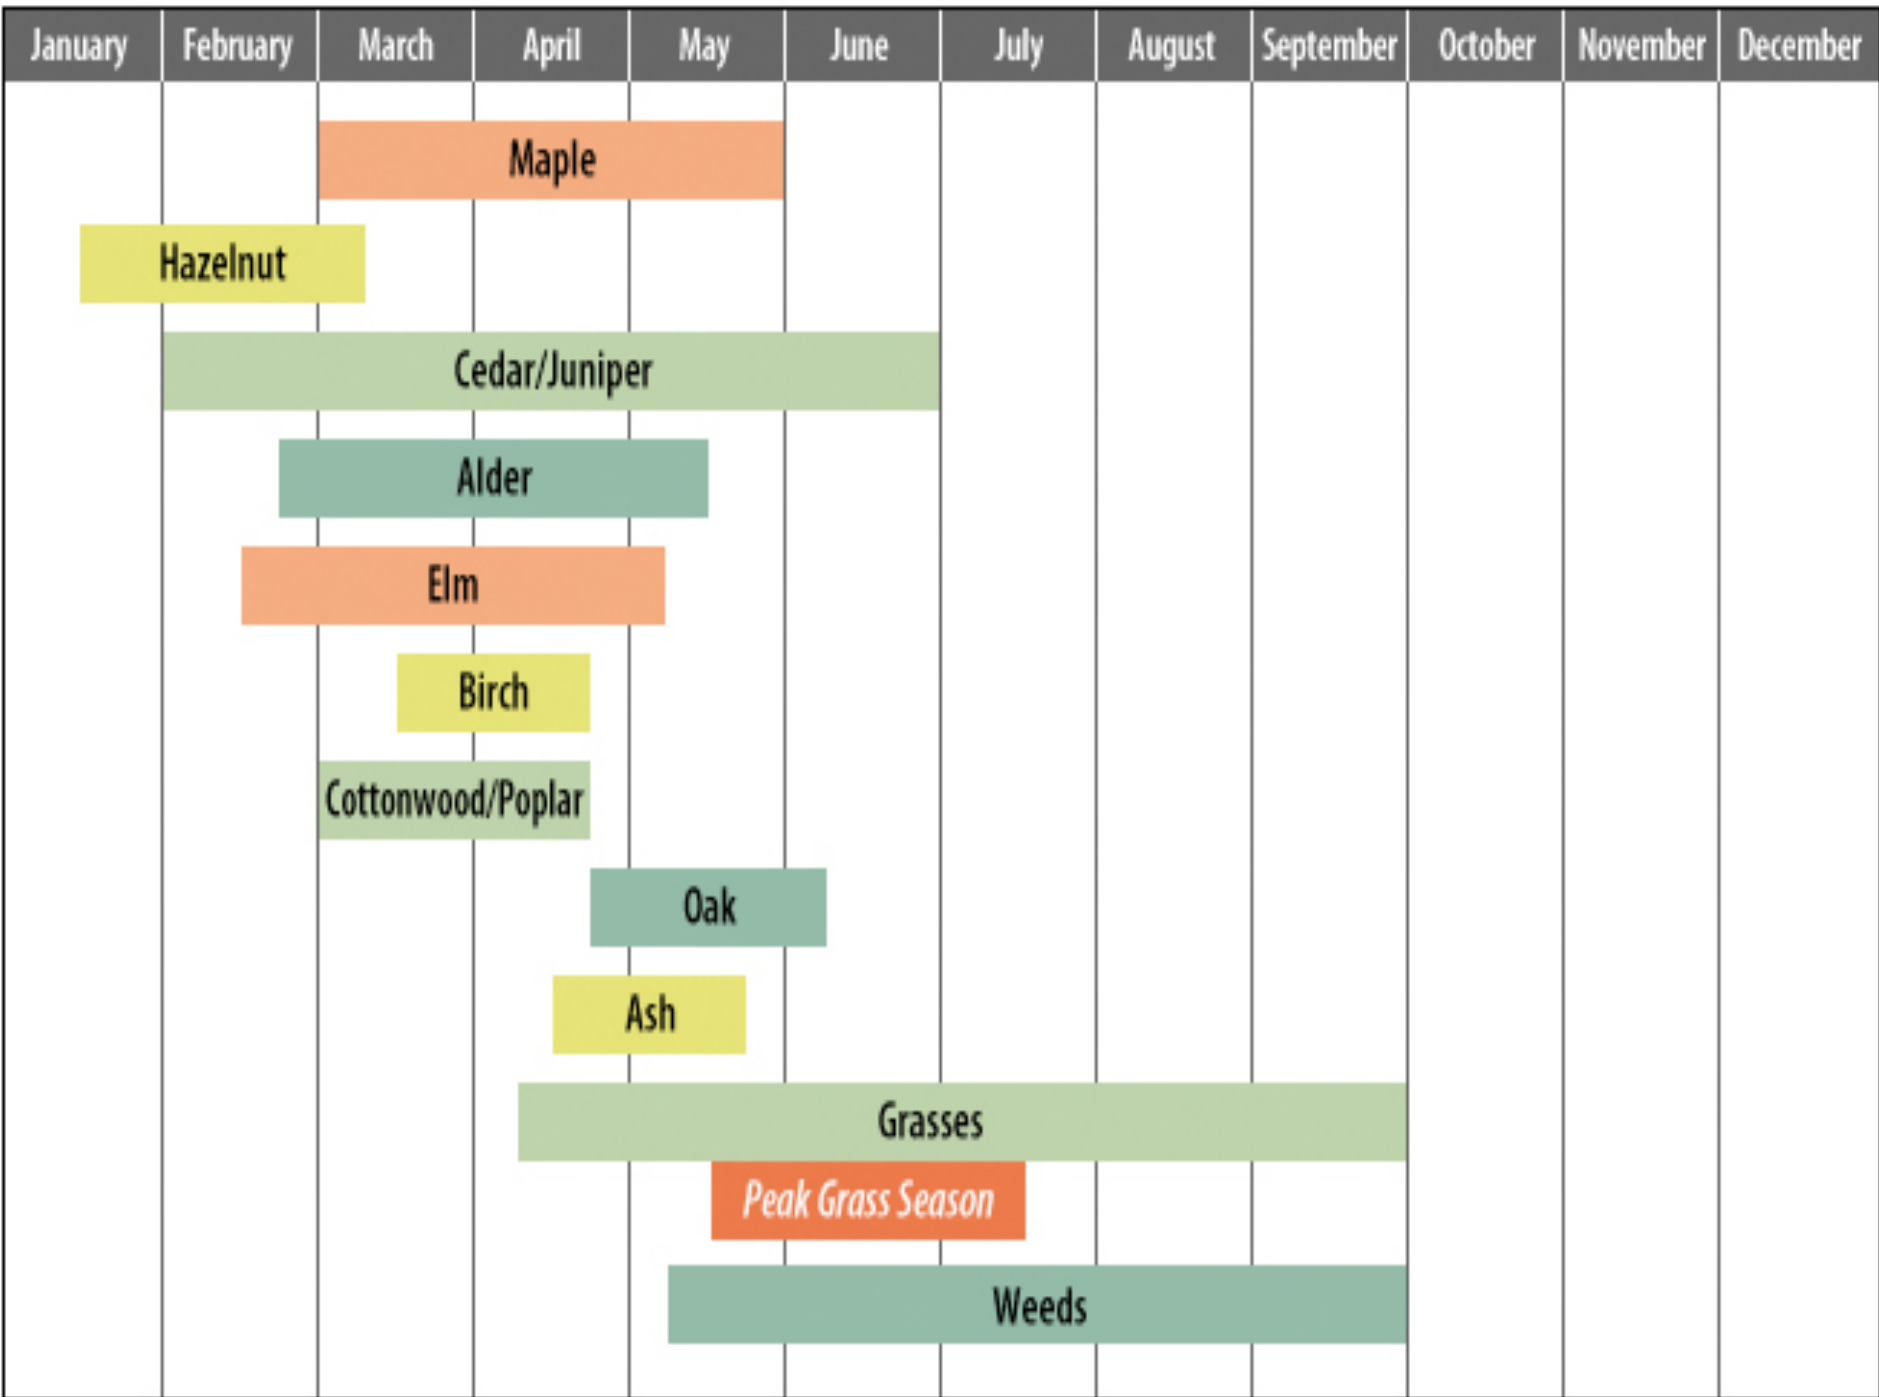 January February March April May June July August September October November December
Maple
Hazelnut
Cedar/Juniper
Alder
Elm
Birch
Cottonwood/Poplar
Oak
Ash
Grasses
Peak Grass Season
Weeds